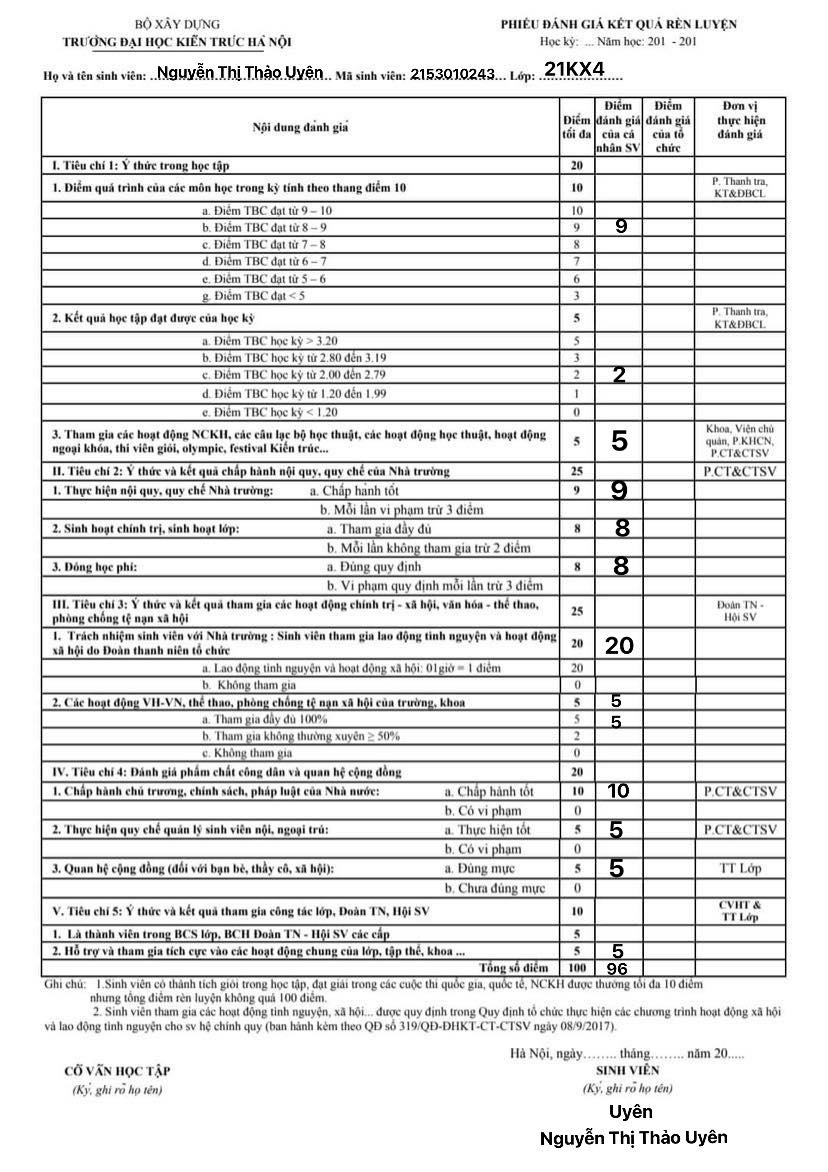 BỘ XÂY DỰNG
TRƯỜNG ĐẠI HỌC KIẾN TRÚC HÀ NỘI
PHIẾU ĐÁNH GIÁ KẾT QUẢ RÈN LUYỆN
Học kỳ: ... Năm học: 201 - 201
Họ và tên sinh viên: Nguyễn Thị Thảo Uyên Mã sinh viên: 2153010243... Lớp: 21KX4
Nội dung đánh giá | Điểm tối đa | Điểm đánh giá của cá nhân SV | Điểm đánh giá của tổ chức | Đơn vị thực hiện đánh giá
I. Tiêu chí 1: Ý thức trong học tập 20
1. Điểm quá trình của các môn học trong kỳ tính theo thang điểm 10 10 P. Thanh tra, KT&ĐBCL
a. Điểm TBC đạt từ 9 – 10 10
b. Điểm TBC đạt từ 8 – 9 9 9
c. Điểm TBC đạt từ 7 – 8 8
d. Điểm TBC đạt từ 6 – 7 7
e. Điểm TBC đạt từ 5 – 6 6
g. Điểm TBC đạt < 5 3
2. Kết quả học tập đạt được của học kỳ 5 P. Thanh tra, KT&ĐBCL
a. Điểm TBC học kỳ > 3.20 5
b. Điểm TBC học kỳ từ 2.80 đến 3.19 3
c. Điểm TBC học kỳ từ 2.00 đến 2.79 2 2
d. Điểm TBC học kỳ từ 1.20 đến 1.99 1
e. Điểm TBC học kỳ < 1.20 0
3. Tham gia các hoạt động NCKH, các câu lạc bộ học thuật, các hoạt động học thuật, hoạt động
ngoại khóa, thi viên giỏi, olympic, festival Kiến trúc... 5 5 Khoa, Viện chủ quản, P.KHCN, P.CT&CTSV
II. Tiêu chí 2: Ý thức và kết quả chấp hành nội quy, quy chế của Nhà trường 25 P.CT&CTSV
1. Thực hiện nội quy, quy chế Nhà trường: a. Chấp hành tốt 9 9
b. Mỗi lần vi phạm trừ 3 điểm
2. Sinh hoạt chính trị, sinh hoạt lớp: a. Tham gia đầy đủ 8 8
b. Mỗi lần không tham gia trừ 2 điểm
3. Đóng học phí: a. Đúng quy định 8 8
b. Vi phạm quy định mỗi lần trừ 3 điểm
III. Tiêu chí 3: Ý thức và kết quả tham gia các hoạt động chính trị - xã hội, văn hóa - thể thao,
phòng chống tệ nạn xã hội 25 Đoàn TN - Hội SV
1. Trách nhiệm sinh viên với Nhà trường : Sinh viên tham gia lao động tình nguyện và hoạt động
xã hội do Đoàn thanh niên tổ chức 20 20
a. Lao động tình nguyện và hoạt động xã hội: 01giờ = 1 điểm 20
b. Không tham gia 0
2. Các hoạt động VH-VN, thể thao, phòng chống tệ nạn xã hội của trường, khoa 5 5
a. Tham gia đầy đủ 100% 5 5
b. Tham gia không thường xuyên ≥ 50% 2
c. Không tham gia 0
IV. Tiêu chí 4: Đánh giá phẩm chất công dân và quan hệ cộng đồng 20
1. Chấp hành chủ trương, chính sách, pháp luật của Nhà nước: a. Chấp hành tốt 10 10 P.CT&CTSV
b. Có vi phạm 0
2. Thực hiện quy chế quản lý sinh viên nội, ngoại trú: a. Thực hiện tốt 5 5 P.CT&CTSV
b. Có vi phạm 0
3. Quan hệ cộng đồng (đối với bạn bè, thầy cô, xã hội): a. Đúng mực 5 5 TT Lớp
b. Chưa đúng mực 0
V. Tiêu chí 5: Ý thức và kết quả tham gia công tác lớp, Đoàn TN, Hội SV 10 CVHT & TT Lớp
1. Là thành viên trong BCS lớp, BCH Đoàn TN - Hội SV các cấp 5
2. Hỗ trợ và tham gia tích cực vào các hoạt động chung của lớp, tập thể, khoa ... 5 5
Tổng số điểm 100 96
Ghi chú: 1.Sinh viên có thành tích giỏi trong học tập, đạt giải trong các cuộc thi quốc gia, quốc tế, NCKH được thưởng tối đa 10 điểm
nhưng tổng điểm rèn luyện không quá 100 điểm.
2. Sinh viên tham gia các hoạt động tình nguyện, xã hội... được quy định trong Quy định tổ chức thực hiện các chương trình hoạt động xã hội
và lao động tình nguyện cho sv hệ chính quy (ban hành kèm theo QĐ số 319/QĐ-ĐHKT-CT-CTSV ngày 08/9/2017).
Hà Nội, ngày........ tháng........ năm 20.....
CỐ VẤN HỌC TẬP
(Ký, ghi rõ họ tên)
SINH VIÊN
(Ký, ghi rõ họ tên)
Uyên
Nguyễn Thị Thảo Uyên